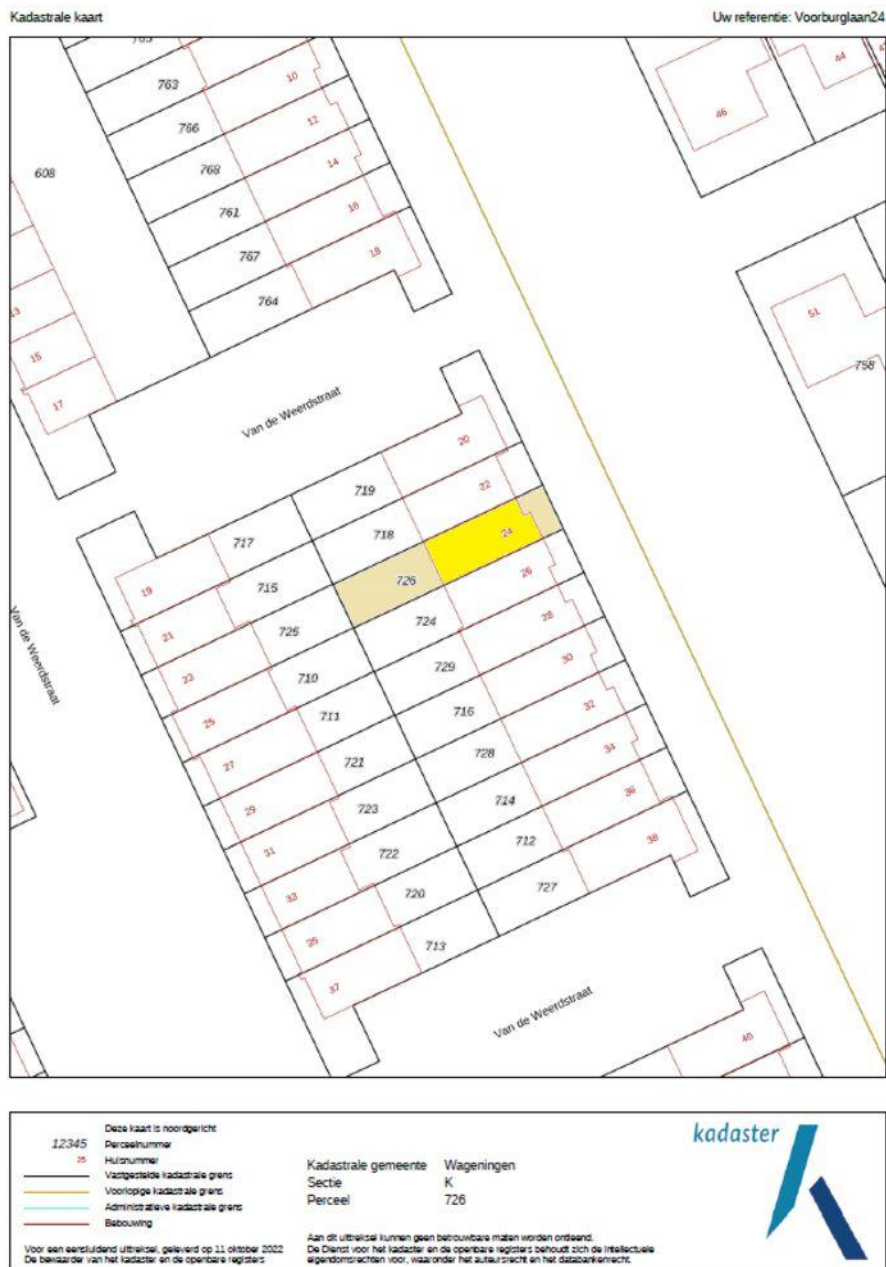 Kadastrale kaart
Uw referentie: Voorburglaan24
763
10
766
12
608
768
14
761
16
767
18
764
46
44
51
758
13
15
17
Van de Weerdstraat
20
719
22
717
718
24
19
715
726
26
21
725
724
28
23
710
729
30
25
711
716
32
27
721
728
34
29
723
714
36
31
722
712
38
33
720
727
35
713
37
Van de Weerdstraat
Van de Weerdstraat
40
Deze kaart is noordgericht
12345 Perceelnummer
25 Huisnummer
Vastgestelde kadastrale grens
Voorlopige kadastrale grens
Administratieve kadastrale grens
Bebouwing
Voor een eensluidend uittreksel, geleverd op 11 oktober 2022
De bewaarder van het kadaster en de openbare registers
Kadastrale gemeente Wageningen
Sectie K
Perceel 726
Aan dit uittreksel kunnen geen betrouwbare maten worden ontleend.
De Dienst voor het kadaster en de openbare registers behoudt zich de intellectuele
eigendomsrechten voor, waaronder het auteursrecht en het databankenrecht.
kadaster